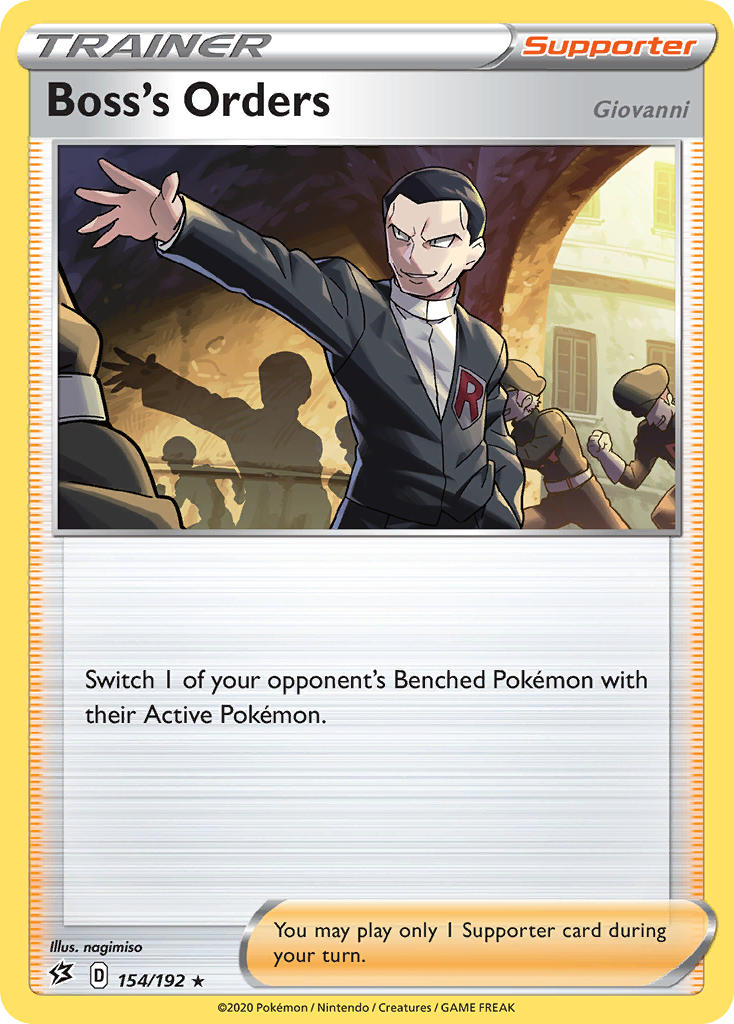 TRAINER
Supporter
Boss's Orders
Giovanni
R
Switch 1 of your opponent's Benched Pokémon with
their Active Pokémon.
You may play only 1 Supporter card during
your turn.
Illus. nagimiso
D 154/192 ★
©2020 Pokémon / Nintendo / Creatures / GAME FREAK